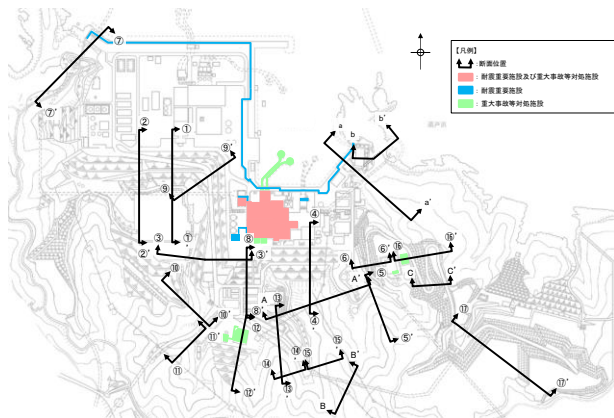 【凡例】
:断面位置
:耐震重要施設及び重大事故等対処施設
:耐震重要施設
:重大事故等対処施設
⑦
⑦'
②
①
⑨'
a
b'
b
⑨
a'
③
②'
①'
⑧
③'
④
⑥
⑥'
⑯
⑯'
⑩
A'
⑤
C
C'
A
⑬
⑧'
⑫
④'
⑩'
⑪'
⑰
⑤'
⑪
⑭
⑭'
⑮
⑮'
B'
⑫'
⑬'
B
⑰'